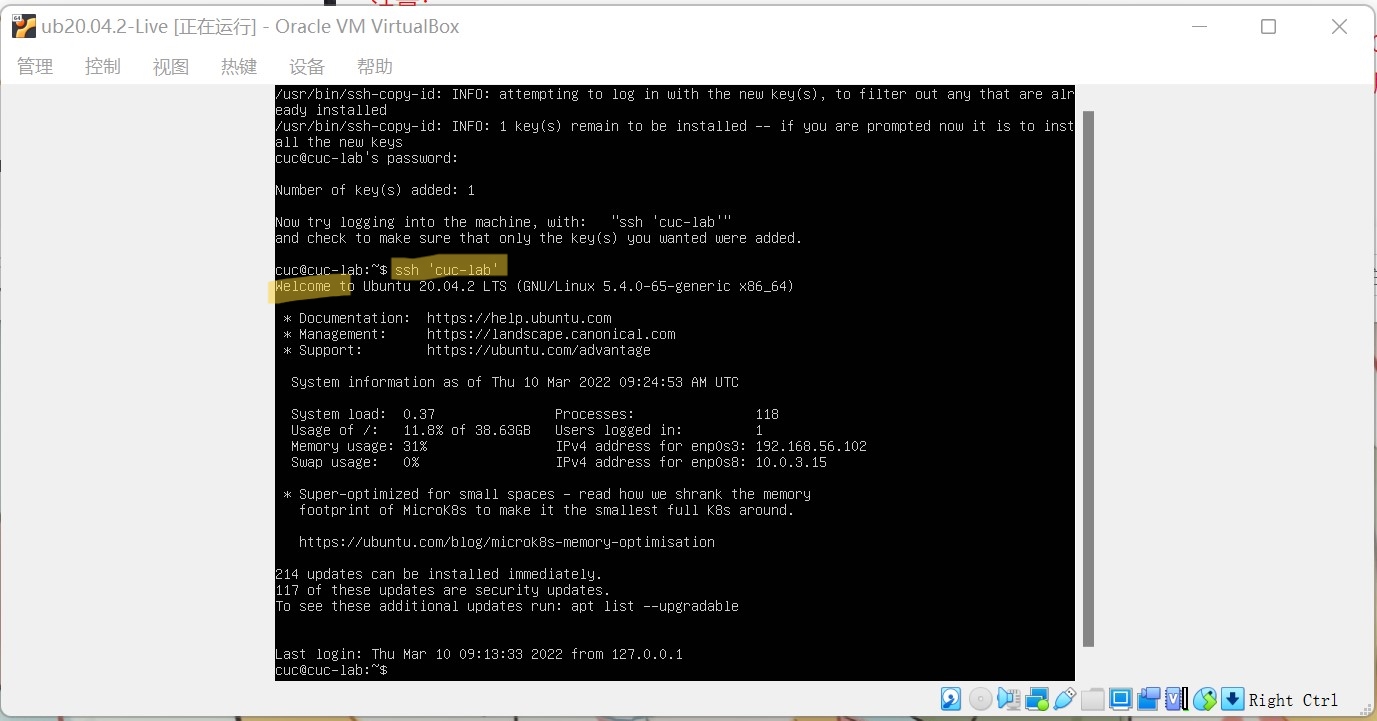 注意:
ub20.04.2-Live [正在运行] - Oracle VM VirtualBox
管理 控制 视图 热键 设备 帮助
/usr/bin/ssh-copy-id: INFO: attempting to log in with the new key(s), to filter out any that are alr
eady installed
/usr/bin/ssh-copy-id: INFO: 1 key(s) remain to be installed -- if you are prompted now it is to inst
all the new keys
cuc@cuc-lab's password:
Number of key(s) added: 1
Now try logging into the machine, with:   "ssh 'cuc-lab'"
and check to make sure that only the key(s) you wanted were added.
cuc@cuc-lab:~$ ssh 'cuc-lab'
Welcome to Ubuntu 20.04.2 LTS (GNU/Linux 5.4.0-65-generic x86_64)
* Documentation:  https://help.ubuntu.com
* Management:     https://landscape.canonical.com
* Support:        https://ubuntu.com/advantage
System information as of Thu 10 Mar 2022 09:24:53 AM UTC
System load:  0.37               Processes:               118
Usage of /:   11.8% of 38.63GB   Users logged in:         1
Memory usage: 31%                IPv4 address for enp0s3: 192.168.56.102
Swap usage:   0%                 IPv4 address for enp0s8: 10.0.3.15
* Super-optimized for small spaces - read how we shrank the memory
footprint of MicroK8s to make it the smallest full K8s around.
https://ubuntu.com/blog/microk8s-memory-optimisation
214 updates can be installed immediately.
117 of these updates are security updates.
To see these additional updates run: apt list --upgradable
Last login: Thu Mar 10 09:13:33 2022 from 127.0.0.1
cuc@cuc-lab:~$
Right Ctrl